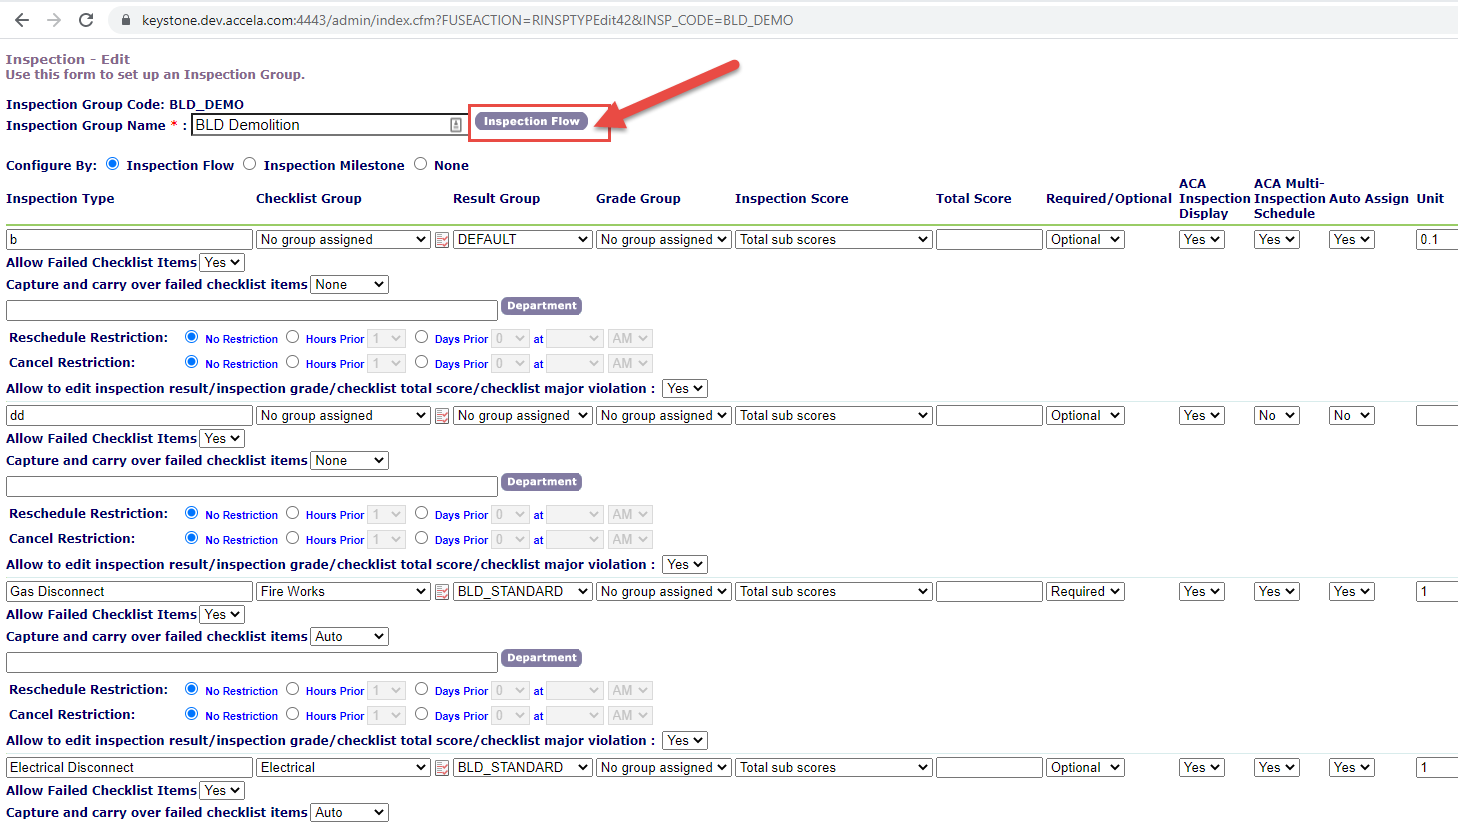 keystone.dev.accela.com:4443/admin/index.cfm?FUSEACTION=RINSPTYPEdit42&INSP_CODE=BLD_DEMO
Inspection - Edit
Use this form to set up an Inspection Group.
Inspection Group Code: BLD_DEMO
Inspection Group Name * : BLD Demolition Inspection Flow
Configure By: Inspection Flow Inspection Milestone None
Inspection Type Checklist Group Result Group Grade Group Inspection Score Total Score Required/Optional ACA Inspection Display ACA Multi-Inspection Schedule Auto Assign Unit
b No group assigned DEFAULT No group assigned Total sub scores Optional Yes Yes Yes 0.1
Allow Failed Checklist Items Yes
Capture and carry over failed checklist items None
Department
Reschedule Restriction: No Restriction Hours Prior 1 Days Prior 0 at AM
Cancel Restriction: No Restriction Hours Prior 1 Days Prior 0 at AM
Allow to edit inspection result/inspection grade/checklist total score/checklist major violation : Yes
dd No group assigned No group assigned No group assigned Total sub scores Optional Yes No No
Allow Failed Checklist Items Yes
Capture and carry over failed checklist items None
Department
Reschedule Restriction: No Restriction Hours Prior 1 Days Prior 0 at AM
Cancel Restriction: No Restriction Hours Prior 1 Days Prior 0 at AM
Allow to edit inspection result/inspection grade/checklist total score/checklist major violation : Yes
Gas Disconnect Fire Works BLD_STANDARD No group assigned Total sub scores Required Yes Yes Yes 1
Allow Failed Checklist Items Yes
Capture and carry over failed checklist items Auto
Department
Reschedule Restriction: No Restriction Hours Prior 1 Days Prior 0 at AM
Cancel Restriction: No Restriction Hours Prior 1 Days Prior 0 at AM
Allow to edit inspection result/inspection grade/checklist total score/checklist major violation : Yes
Electrical Disconnect Electrical BLD_STANDARD No group assigned Total sub scores Optional Yes Yes Yes 1
Allow Failed Checklist Items Yes
Capture and carry over failed checklist items Auto